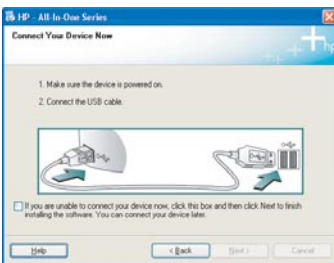 HP - All-In-One Series
Connect Your Device Now
hp
1. Make sure the device is powered on.
2. Connect the USB cable.
If you are unable to connect your device now, click this box and then click Next to finish
installing the software. You can connect your device later.
Help
< Back
Next >
Cancel